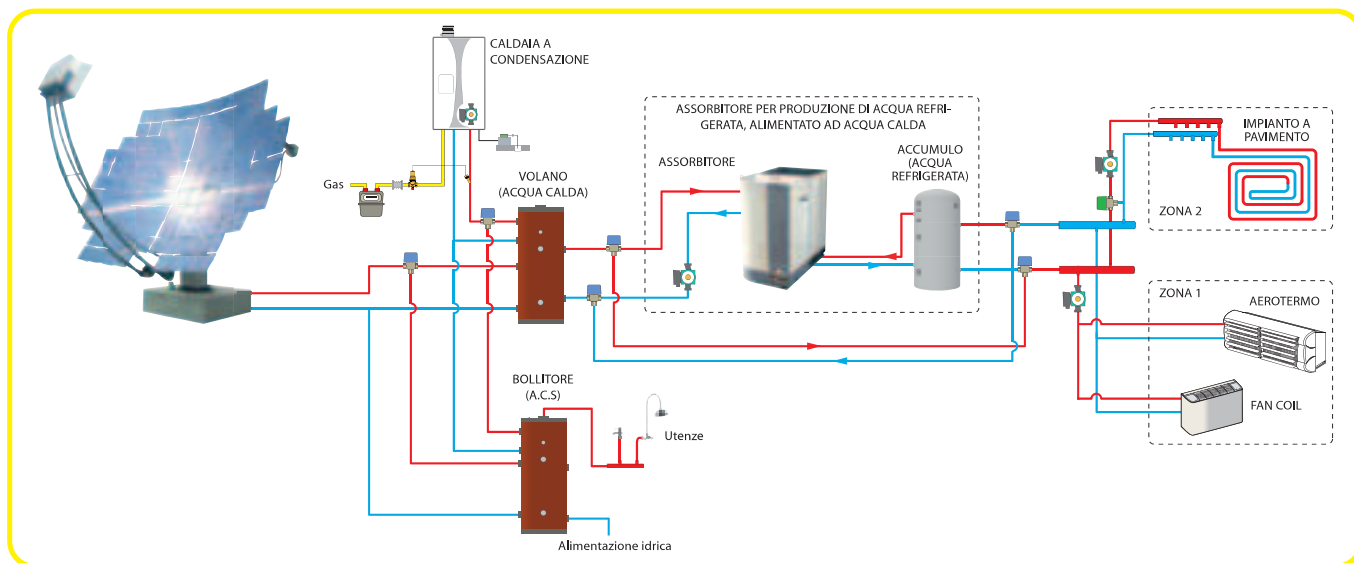 CALDAIA A
CONDENSAZIONE
Gas
VOLANO
(ACQUA CALDA)
ASSORBITORE PER PRODUZIONE DI ACQUA REFRI-
GERATA, ALIMENTATO AD ACQUA CALDA
ASSORBITORE
ACCUMULO
(ACQUA
REFRIGERATA)
IMPIANTO A
PAVIMENTO
ZONA 2
ZONA 1
AEROTERMO
FAN COIL
BOLLITORE
(A.C.S)
Utenze
Alimentazione idrica